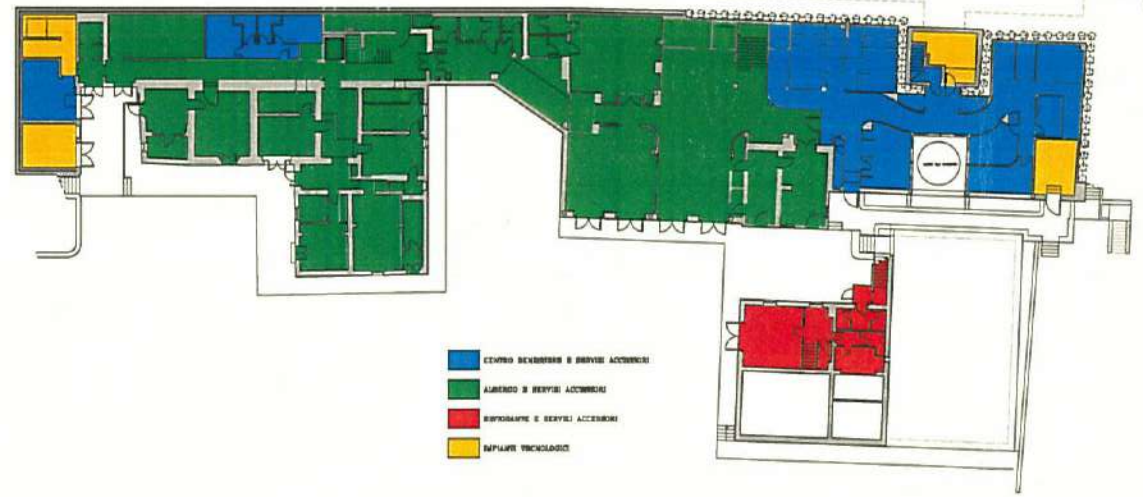 CENTRO BENESSERE E SERVIZI ACCESSORI
ALBERGO E SERVIZI ACCESSORI
RISTORANTE E SERVIZI ACCESSORI
IMPIANTI TECNOLOGICI